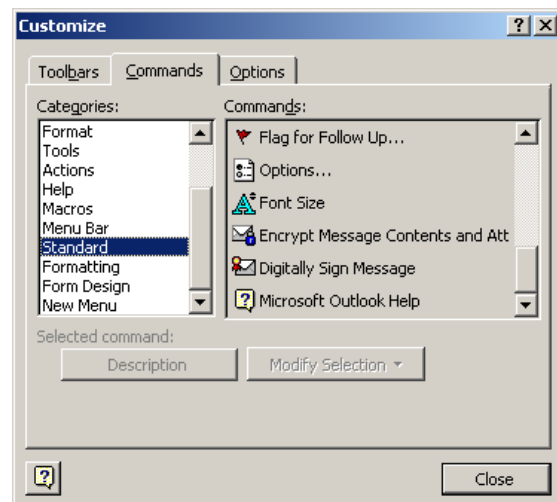 Customize
Toolbars Commands Options
Categories:
Format
Tools
Actions
Help
Macros
Menu Bar
Standard
Formatting
Form Design
New Menu
Commands:
Flag for Follow Up...
Options...
Font Size
Encrypt Message Contents and Att
Digitally Sign Message
Microsoft Outlook Help
Selected command:
Description Modify Selection
Close